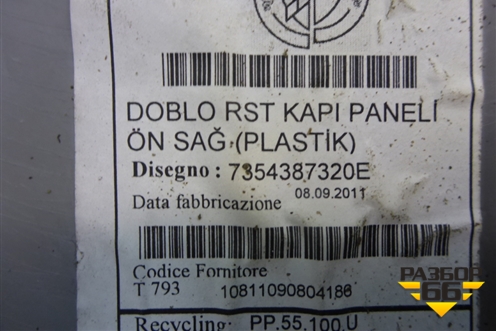 DOBLO RST KAPI PANELİ
ÖN SAĞ (PLASTİK)
Disegno : 7354387320E
Data fabbricazione 08.09.2011
Codice Fornitore
T 793 10811090804186
Recycling: PP.55.100.U
РАЗБОР
66